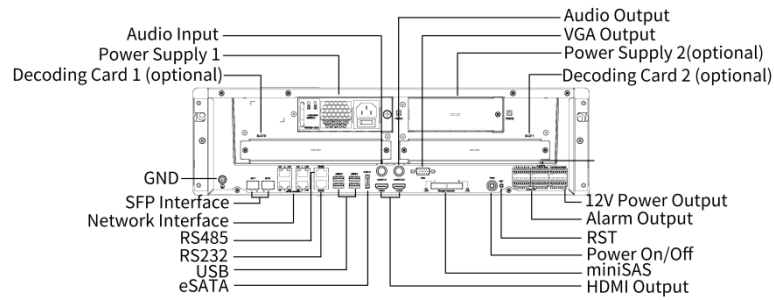 Audio Input
Audio Output
VGA Output
Power Supply 1
Power Supply 2(optional)
Decoding Card 1 (optional)
Decoding Card 2 (optional)
GND
SFP Interface
12V Power Output
Network Interface
Alarm Output
RS485
RST
RS232
Power On/Off
USB
miniSAS
eSATA
HDMI Output